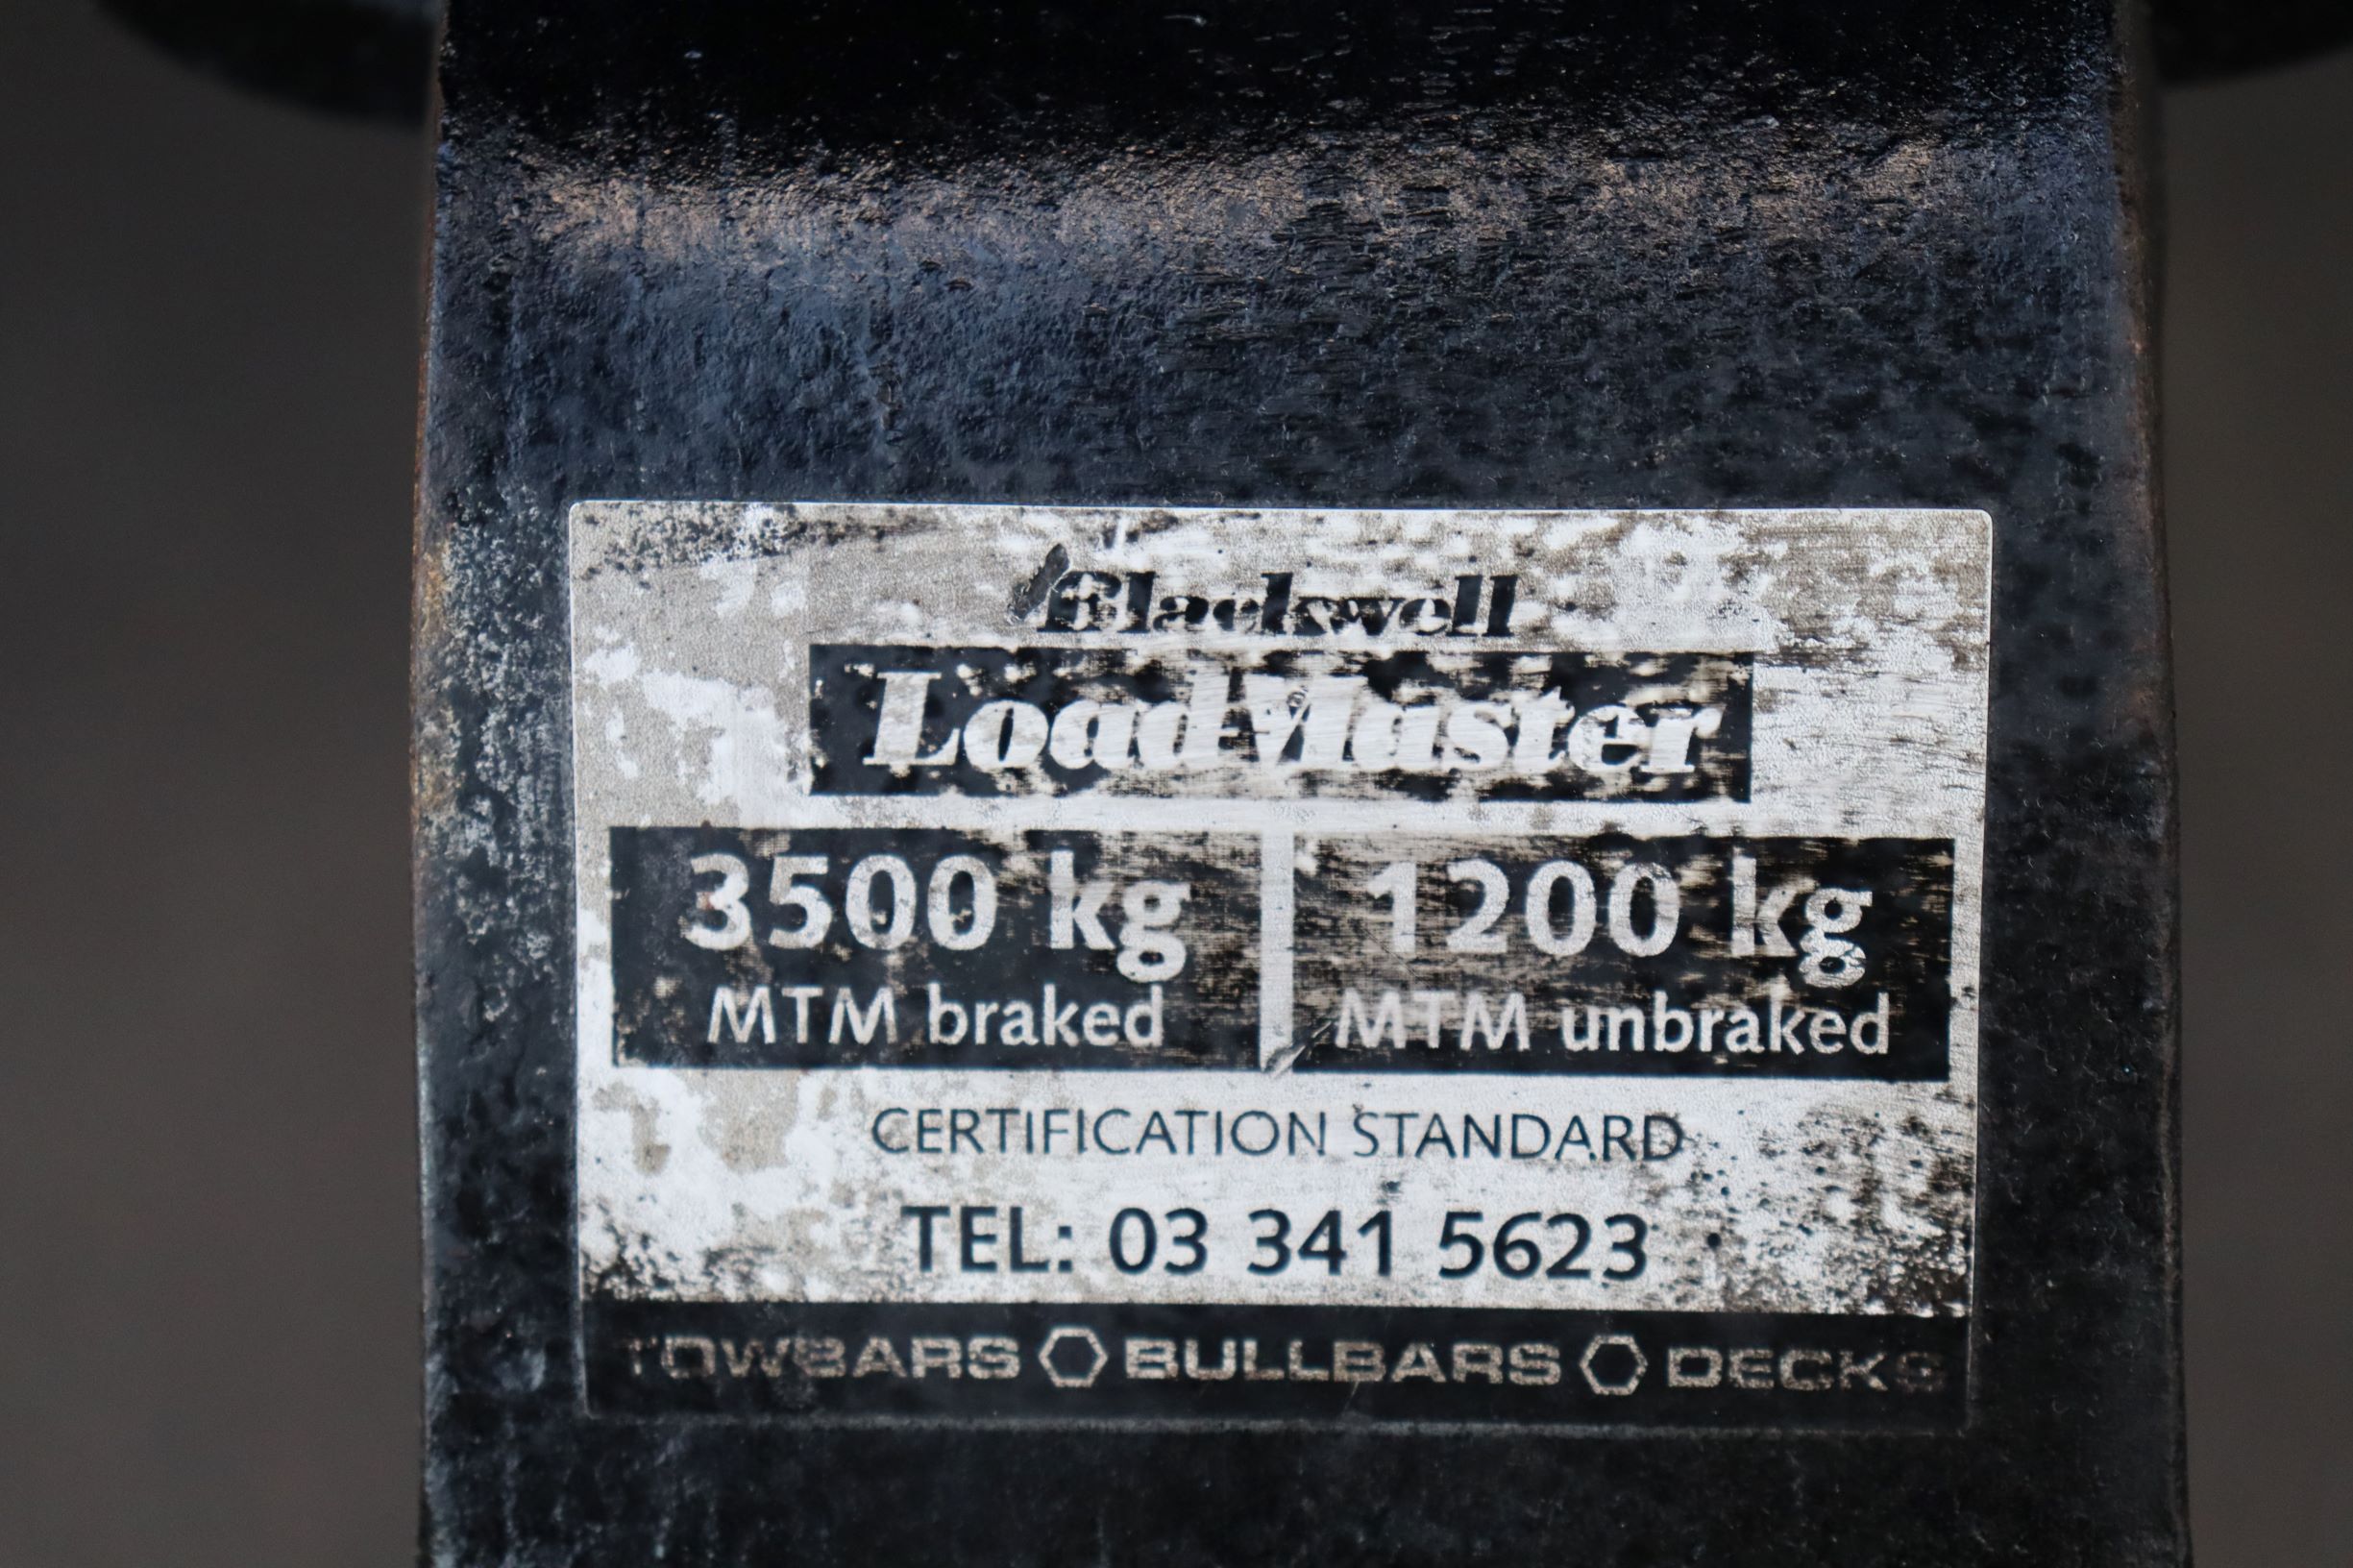 Blackwell
LoadMaster
3500 kg 1200 kg
MTM braked MTM unbraked
CERTIFICATION STANDARD
TEL: 03 341 5623
TOWBARS BULLBARS DECKS